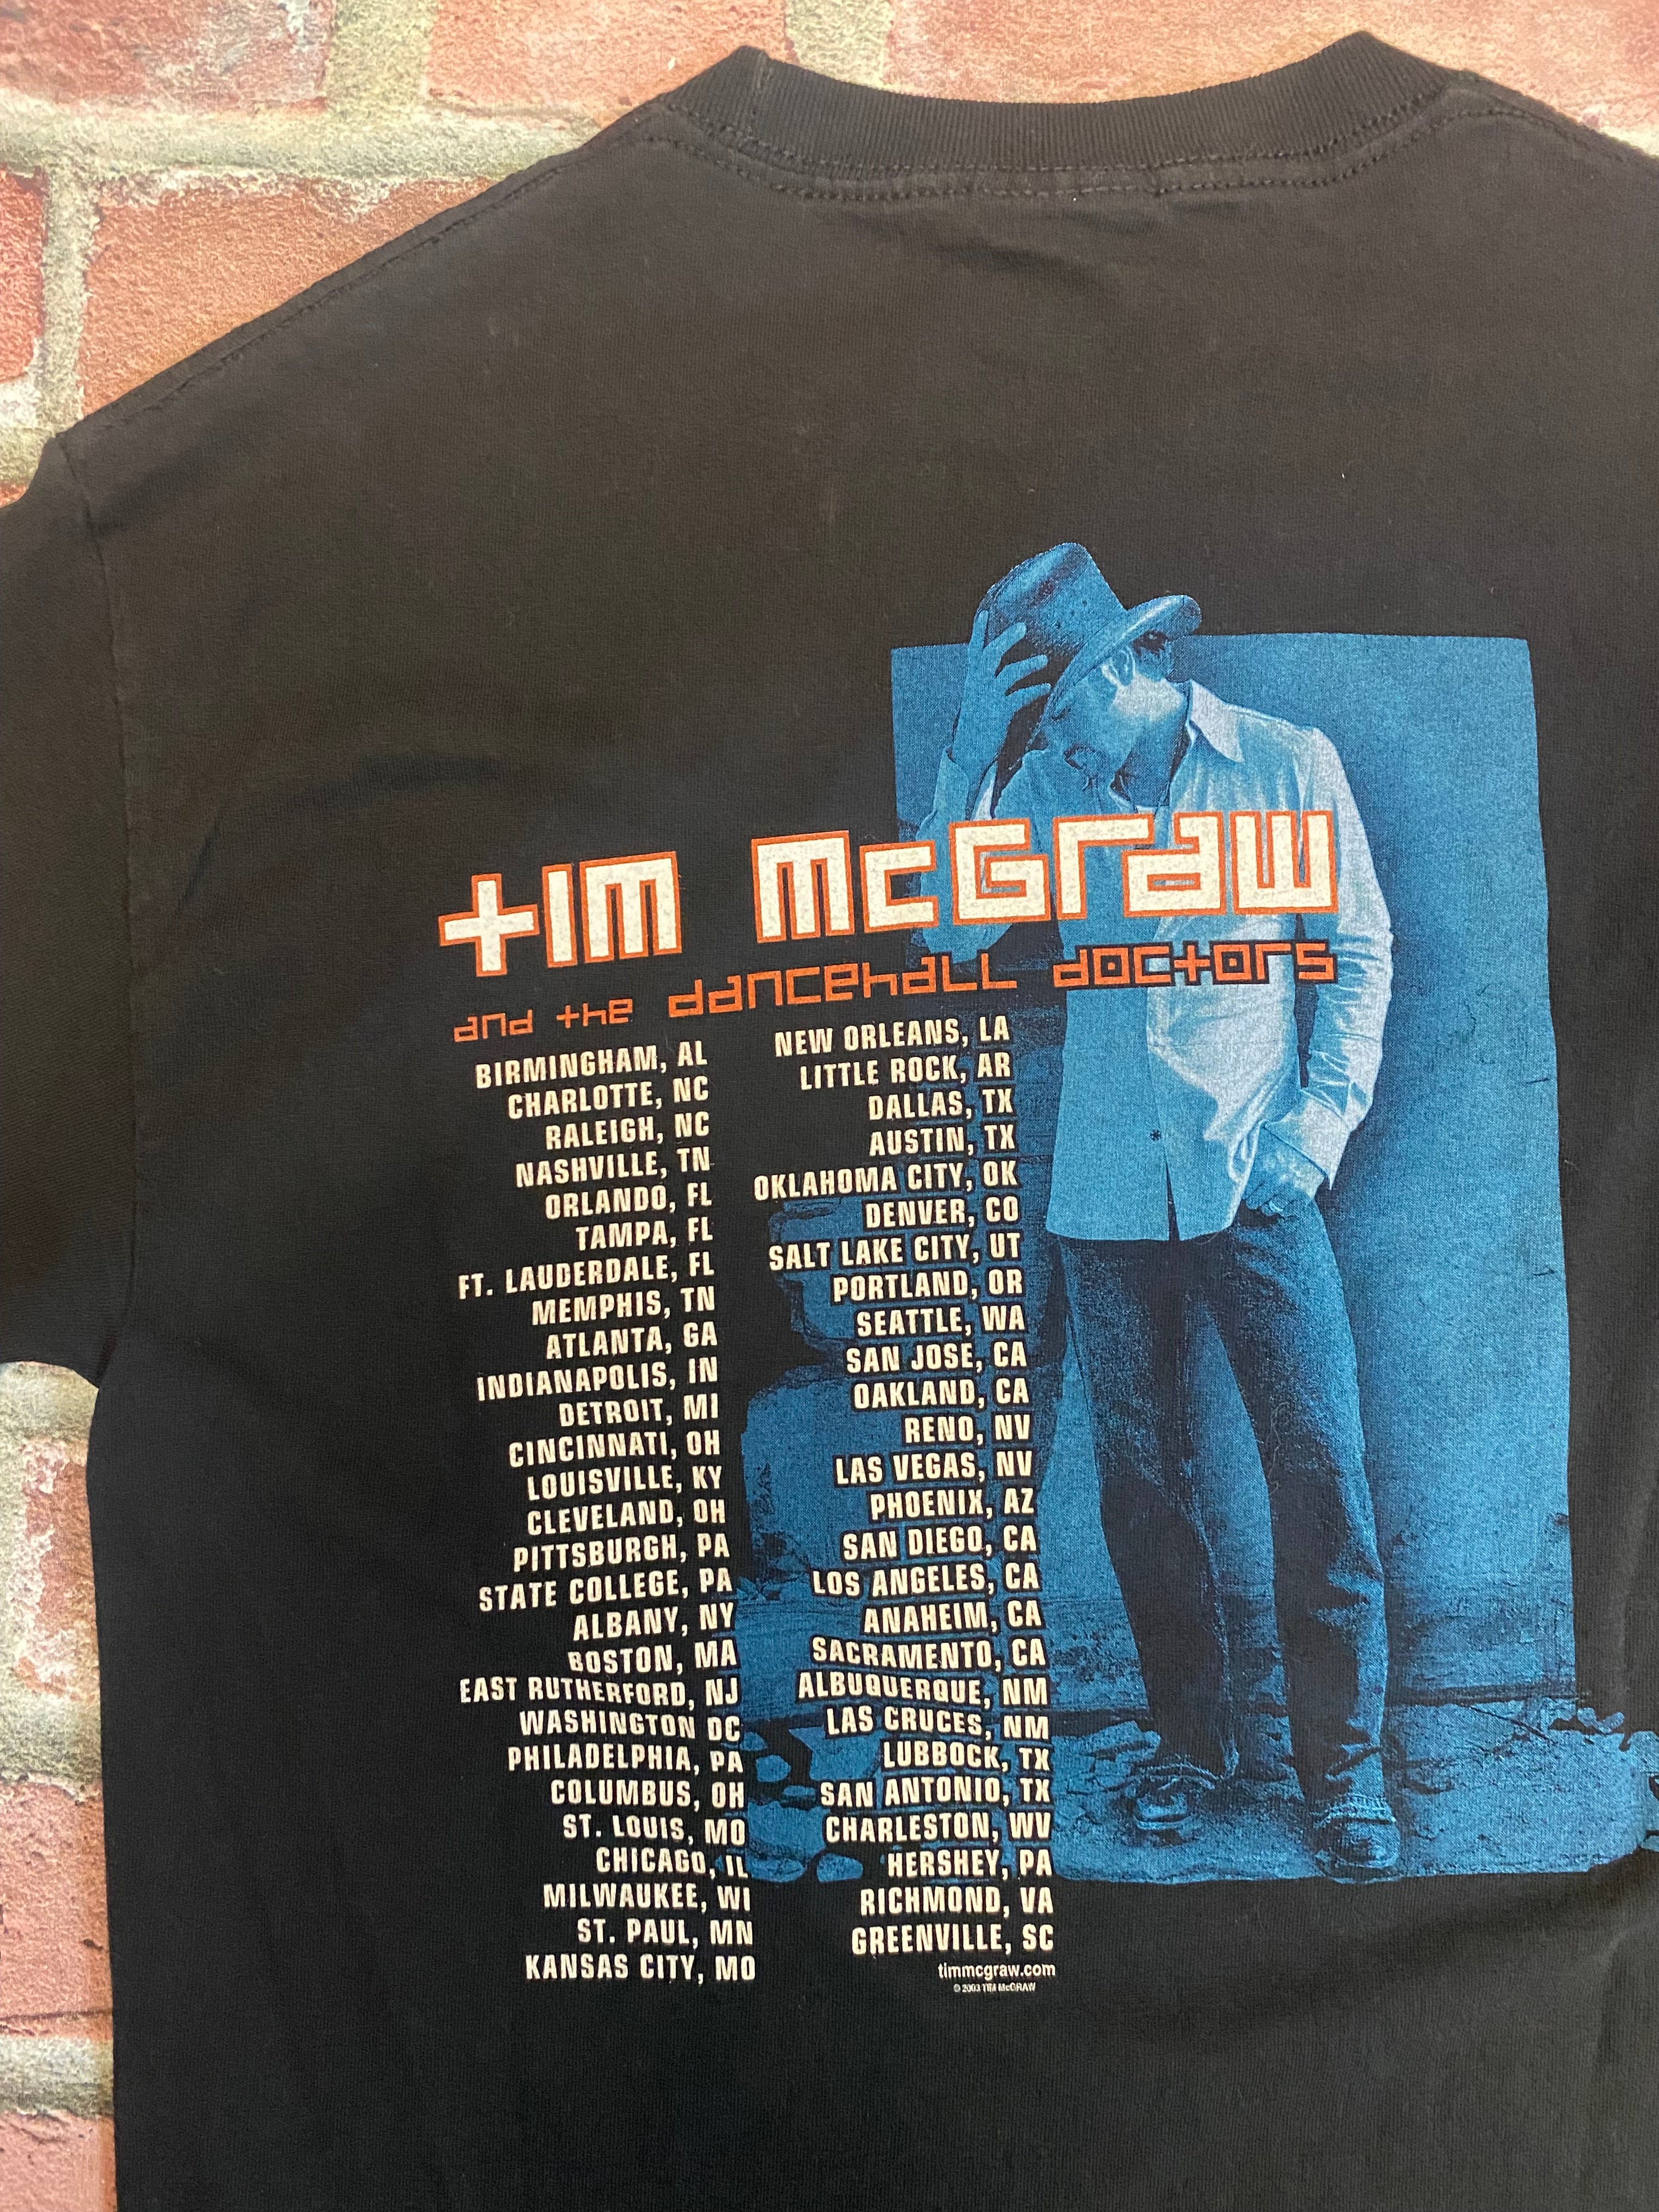 tim mcGraw
and the dancehall doctors
BIRMINGHAM, AL
CHARLOTTE, NC
RALEIGH, NC
NASHVILLE, TN
ORLANDO, FL
TAMPA, FL
FT. LAUDERDALE, FL
MEMPHIS, TN
ATLANTA, GA
INDIANAPOLIS, IN
DETROIT, MI
CINCINNATI, OH
LOUISVILLE, KY
CLEVELAND, OH
PITTSBURGH, PA
STATE COLLEGE, PA
ALBANY, NY
BOSTON, MA
EAST RUTHERFORD, NJ
WASHINGTON DC
PHILADELPHIA, PA
COLUMBUS, OH
ST. LOUIS, MO
CHICAGO, IL
MILWAUKEE, WI
ST. PAUL, MN
KANSAS CITY, MO
NEW ORLEANS, LA
LITTLE ROCK, AR
DALLAS, TX
AUSTIN, TX
OKLAHOMA CITY, OK
DENVER, CO
SALT LAKE CITY, UT
PORTLAND, OR
SEATTLE, WA
SAN JOSE, CA
OAKLAND, CA
RENO, NV
LAS VEGAS, NV
PHOENIX, AZ
SAN DIEGO, CA
LOS ANGELES, CA
ANAHEIM, CA
SACRAMENTO, CA
ALBUQUERQUE, NM
LAS CRUCES, NM
LUBBOCK, TX
SAN ANTONIO, TX
CHARLESTON, WV
HERSHEY, PA
RICHMOND, VA
GREENVILLE, SC
timmcgraw.com
© 2003 TIM McGRAW